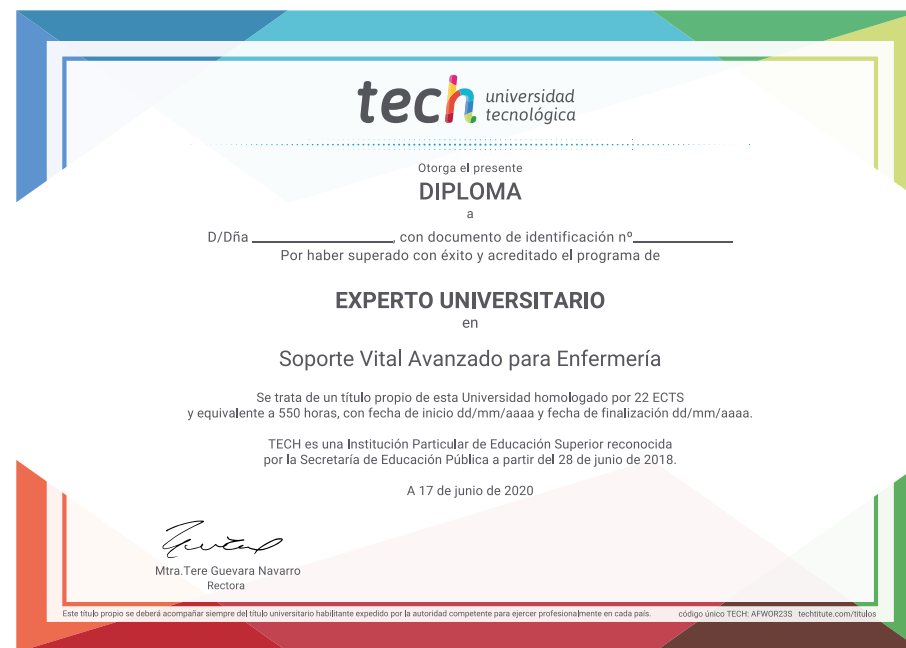 tech universidad
tecnológica
Otorga el presente
DIPLOMA
a
D/Dña ____________________, con documento de identificación nº______________
Por haber superado con éxito y acreditado el programa de
EXPERTO UNIVERSITARIO
en
Soporte Vital Avanzado para Enfermería
Se trata de un título propio de esta Universidad homologado por 22 ECTS
y equivalente a 550 horas, con fecha de inicio dd/mm/aaaa y fecha de finalización dd/mm/aaaa.
TECH es una Institución Particular de Educación Superior reconocida
por la Secretaría de Educación Pública a partir del 28 de junio de 2018.
A 17 de junio de 2020
Mtra.Tere Guevara Navarro
Rectora
Este título propio se deberá acompañar siempre del título universitario habilitante expedido por la autoridad competente para ejercer profesionalmente en cada país. código único TECH: AFWOR23S techtitute.com/titulos